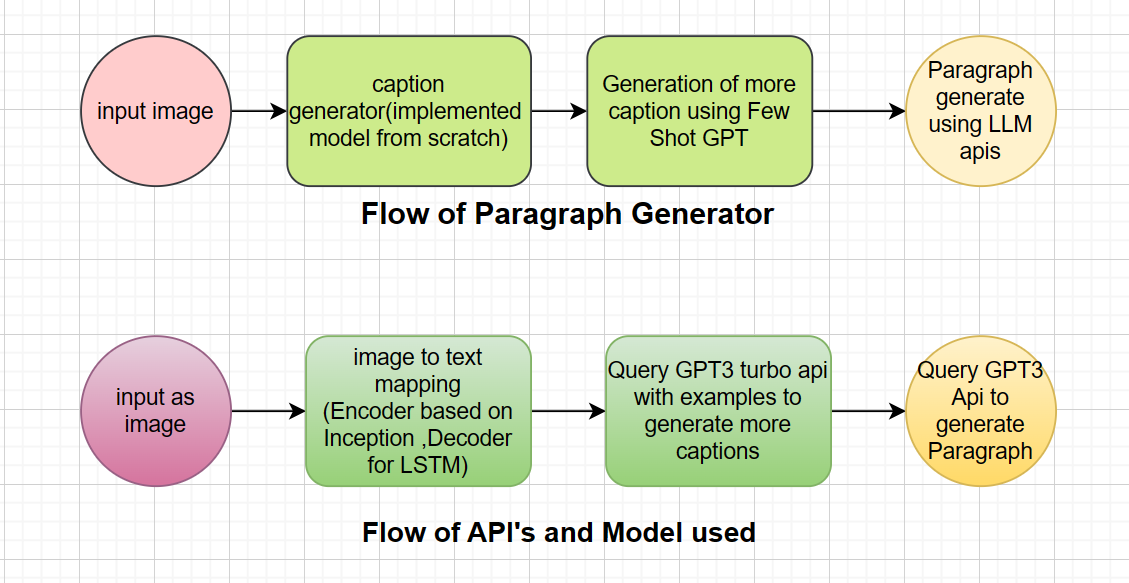 input image
caption
generator(implemented
model from scratch)
Generation of more
caption using Few
Shot GPT
Paragraph
generate
using LLM
apis
Flow of Paragraph Generator
input as
image
image to text
mapping
(Encoder based on
Inception ,Decoder
for LSTM)
Query GPT3 turbo api
with examples to
generate more
captions
Query GPT3
Api to
generate
Paragraph
Flow of API's and Model used